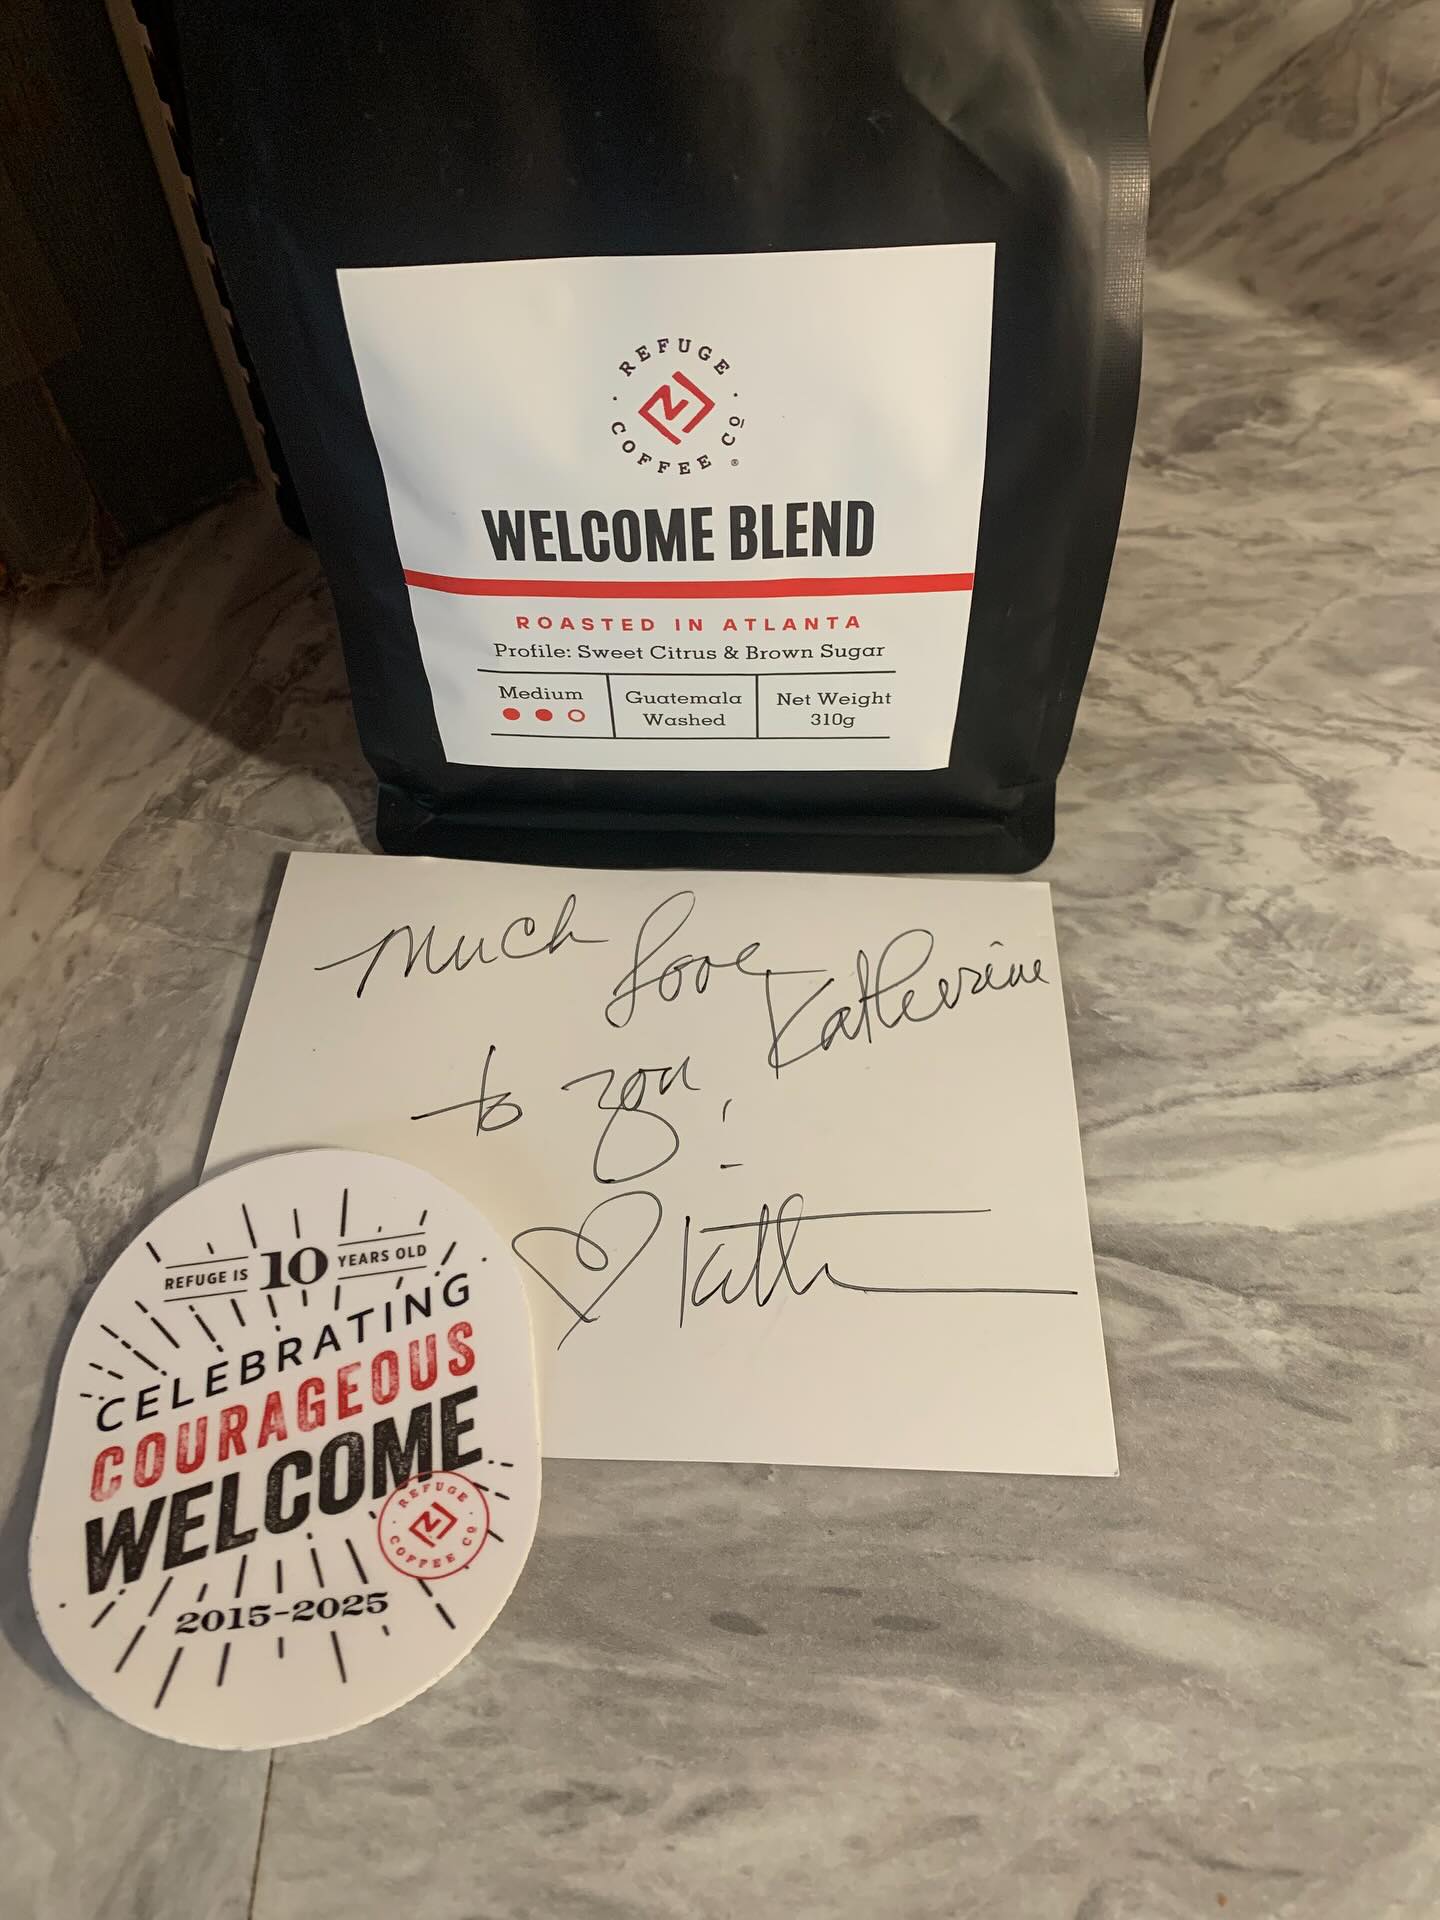 REFUGE
COFFEE CO
®
WELCOME BLEND
ROASTED IN ATLANTA
Profile: Sweet Citrus & Brown Sugar
Medium
Guatemala
Washed
Net Weight
310g
Much love Katherine
to you!
REFUGE IS 10 YEARS OLD
CELEBRATING
COURAGEOUS
WELCOME
REFUGE
COFFEE CO
2015-2025